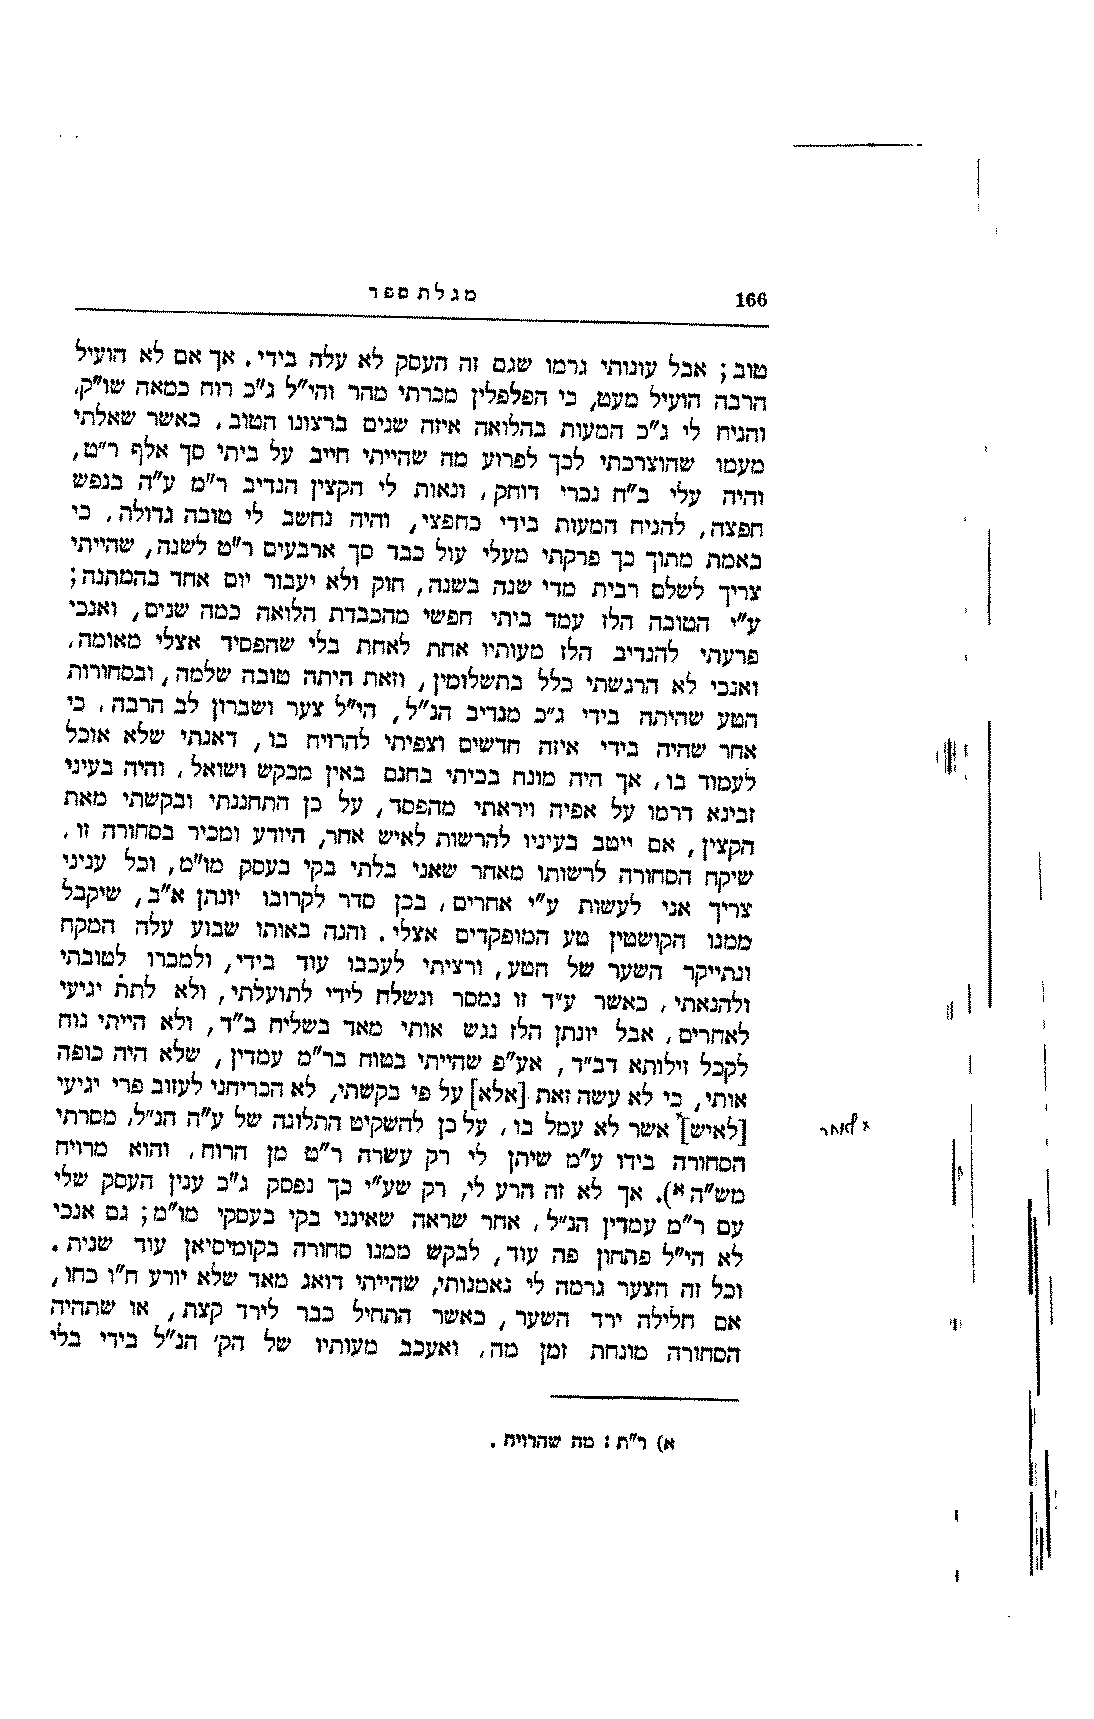 166
מגלת ספר
טוב; אבל עונותי גרמו שגם זה העסק לא עלה בידי. אך אם לא הועיל
הרבה הועיל מעט, כי הפלפלין מכרתי מהר והי"ל ג"כ רוח כמאה שו"ק,
והניח לי ג"כ המעות בהלואה איזה שנים ברצונו הטוב, כאשר שאלתי
מעמו שהוצרכתי לכך לפרוע מה שהייתי חייב על ביתי סך אלף ר"ט,
והיה עלי ב"ח נכרי דוחק, ונאות לי הקצין הנדיב ר"מ ע"ה בנפש
חפצה, להניח המעות בידי כחפצי, והיה נחשב לי טובה גדולה, כי
באמת מתוך כך פרקתי מעלי עול כבד סך ארבעים ר"ט לשנה, שהייתי
צריך לשלם רבית מדי שנה בשנה, חוק ולא יעבור יום אחד בהמתנה;
ע"י הטובה הלז עמד ביתי חפשי מהכבדת הלואה כמה שנים, ואנכי
פרעתי להנדיב הלז מעותיו אחת לאחת בלי שהפסיד אצלי מאומה,
ואנכי לא הרגשתי כלל בתשלומין, וזאת היתה טובה שלמה, ובסחורות
הטע שהיתה בידי ג"כ מנדיב הנ"ל, הי"ל צער ושברון לב הרבה, כי
אחר שהיה בידי איזה חדשים וצפיתי להרויח בו, דאגתי שלא אוכל
לעמוד בו, אך היה מונח בביתי בחנם באין מבקש ושואל, והיה בעיני
זבינא דרמו על אפיה ויראתי מהפסד, על כן התחננתי ובקשתי מאת
הקצין, אם ייטב בעיניו להרשות לאיש אחר, היודע ומכיר בסחורה זו,
שיקח הסחורה לרשותו מאחר שאני בלתי בקי בעסק מו"מ, וכל עניני
צריך אני לעשות ע"י אחרים, בכן סדר לקרובו יונתן א"ב, שיקבל
ממנו הקושטין טע המופקדים אצלי. והנה באותו שבוע עלה המקח
ונתייקר השער של הטע, ורציתי לעכבו עוד בידי, ולמכרו לטובתי
ולהנאתי, כאשר ע"ד זו נמסר ונשלח לידי לתועלתי, ולא לתת יגיעי
לאחרים, אבל יונתן הלז נגש אותי מאד בשליח ב"ד, ולא הייתי נוח
לקבל זילותא דב"ד, אע"פ שהייתי בטוח בר"מ עמדין, שלא היה כופה
אותי, כי לא עשה זאת [אלא] על פי בקשתי, לא הכריחני לעזוב פרי יגיעי
[לאיש] אשר לא עמל בו, על כן להשקיט התלונה של ע"ה הנ"ל, מסרתי
x לאחר
הסחורה בידו ע"מ שיתן לי רק עשרה ר"ט מן הרוח, והוא מרויח
מש"ה א). אך לא זה הרע לי, רק שע"י כך נפסק ג"כ ענין העסק שלי
עם ר"מ עמדין הנ"ל, אחר שראה שאינני בקי בעסקי מו"מ; גם אנכי
לא הי"ל פתחון פה עוד, לבקש ממנו סחורה בקומיסיאן עוד שנית.
וכל זה הצער גרמה לי נאמנותי, שהייתי דואג מאד שלא יורע ח"ו כחו,
אם חלילה ירד השער, כאשר התחיל כבר לירד קצת, או שתהיה
הסחורה מונחת זמן מה, ואעכב מעותיו של הק' הנ"ל בידי בלי
א) ר"ת: מה שהרויח.